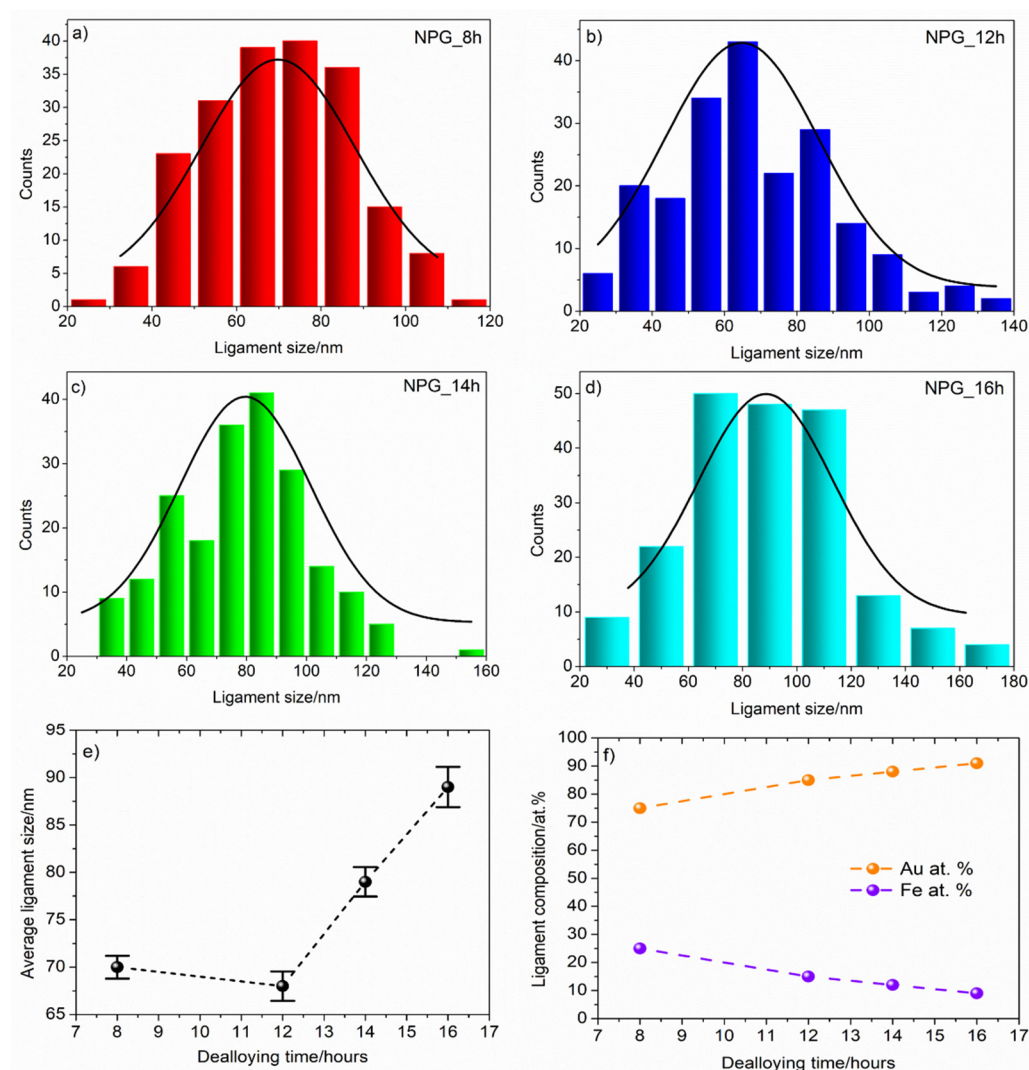 a)
NPG_8h
40
35
30
25
20
15
10
5
0
Counts
20 40 60 80 100 120
Ligament size/nm
b)
NPG_12h
40
30
20
10
0
Counts
20 40 60 80 100 120 140
Ligament size/nm
c)
NPG_14h
40
30
20
10
0
Counts
20 40 60 80 100 120 140 160
Ligament size/nm
d)
NPG_16h
50
40
30
20
10
0
Counts
20 40 60 80 100 120 140 160 180
Ligament size/nm
e)
95
90
85
80
75
70
65
Average ligament size/nm
7 8 9 10 11 12 13 14 15 16 17
Dealloying time/hours
f)
100
90
80
70
60
50
40
30
20
10
0
Ligament composition/at.%
Au at. %
Fe at. %
7 8 9 10 11 12 13 14 15 16 17
Dealloying time/hours